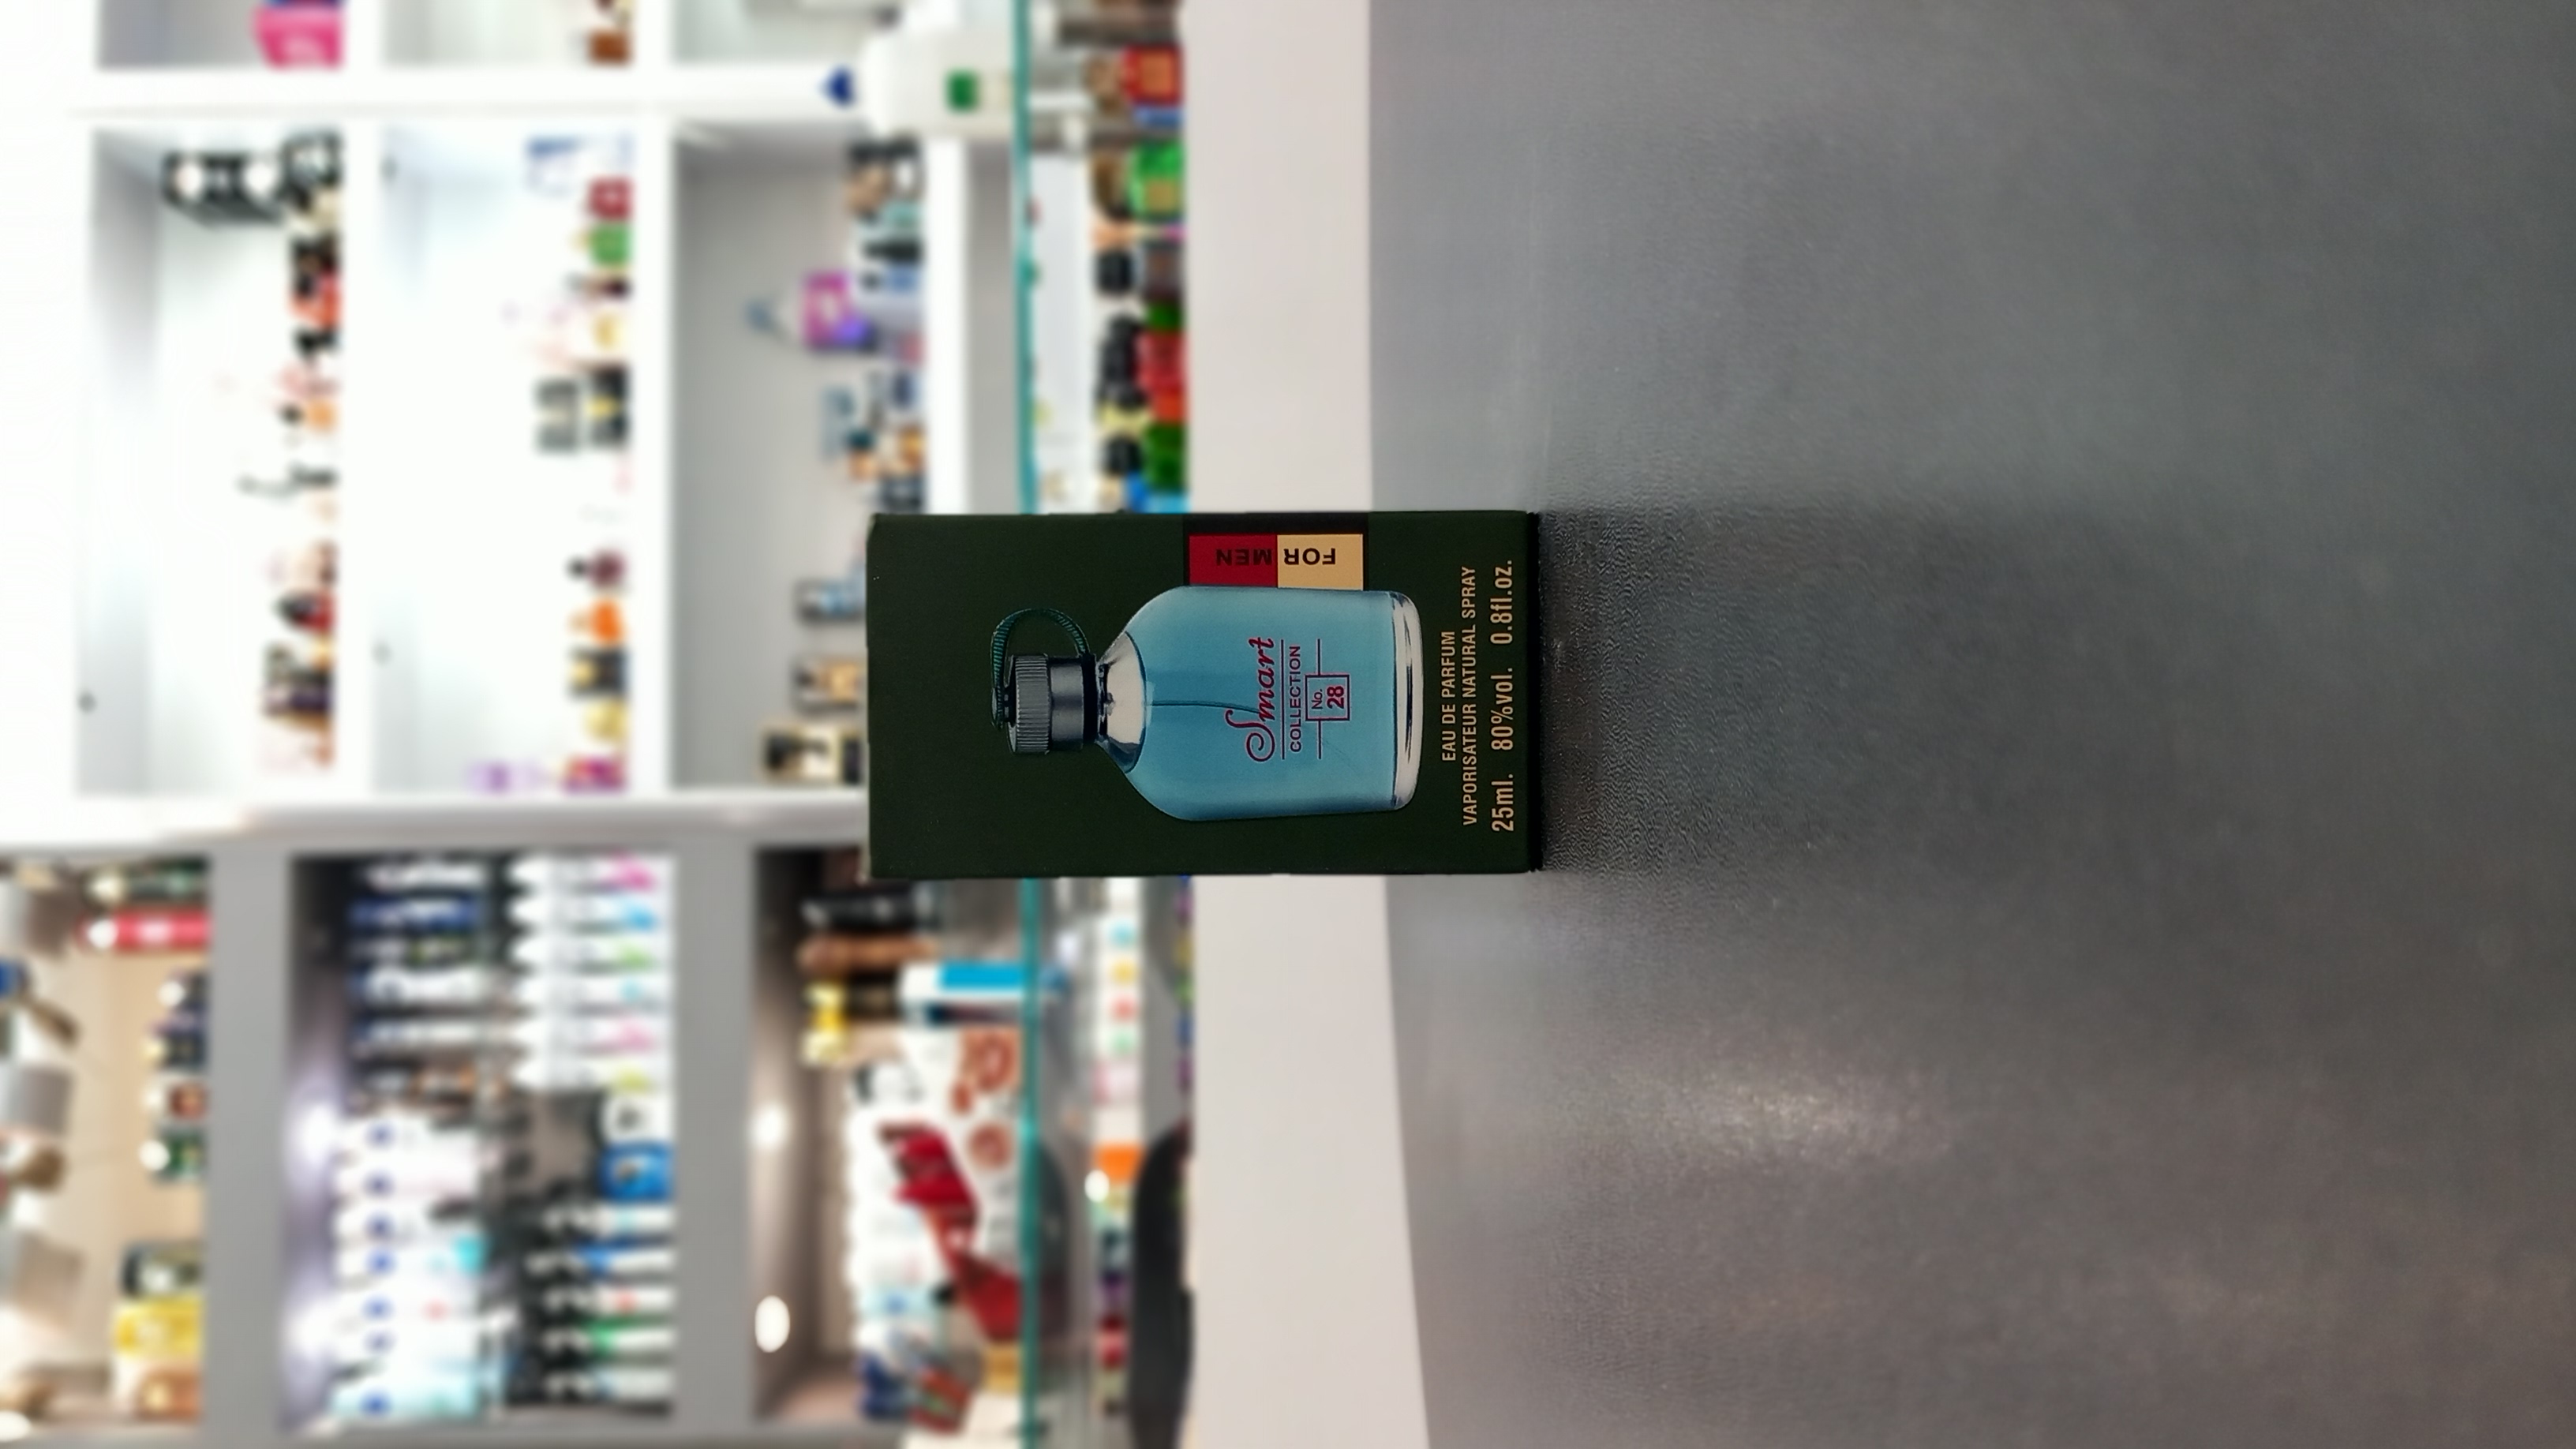 FOR MEN
Smart
COLLECTION
No.
28
EAU DE PARFUM
VAPORISATEUR NATURAL SPRAY
25ml. 80%vol. 0.8fl.oz.